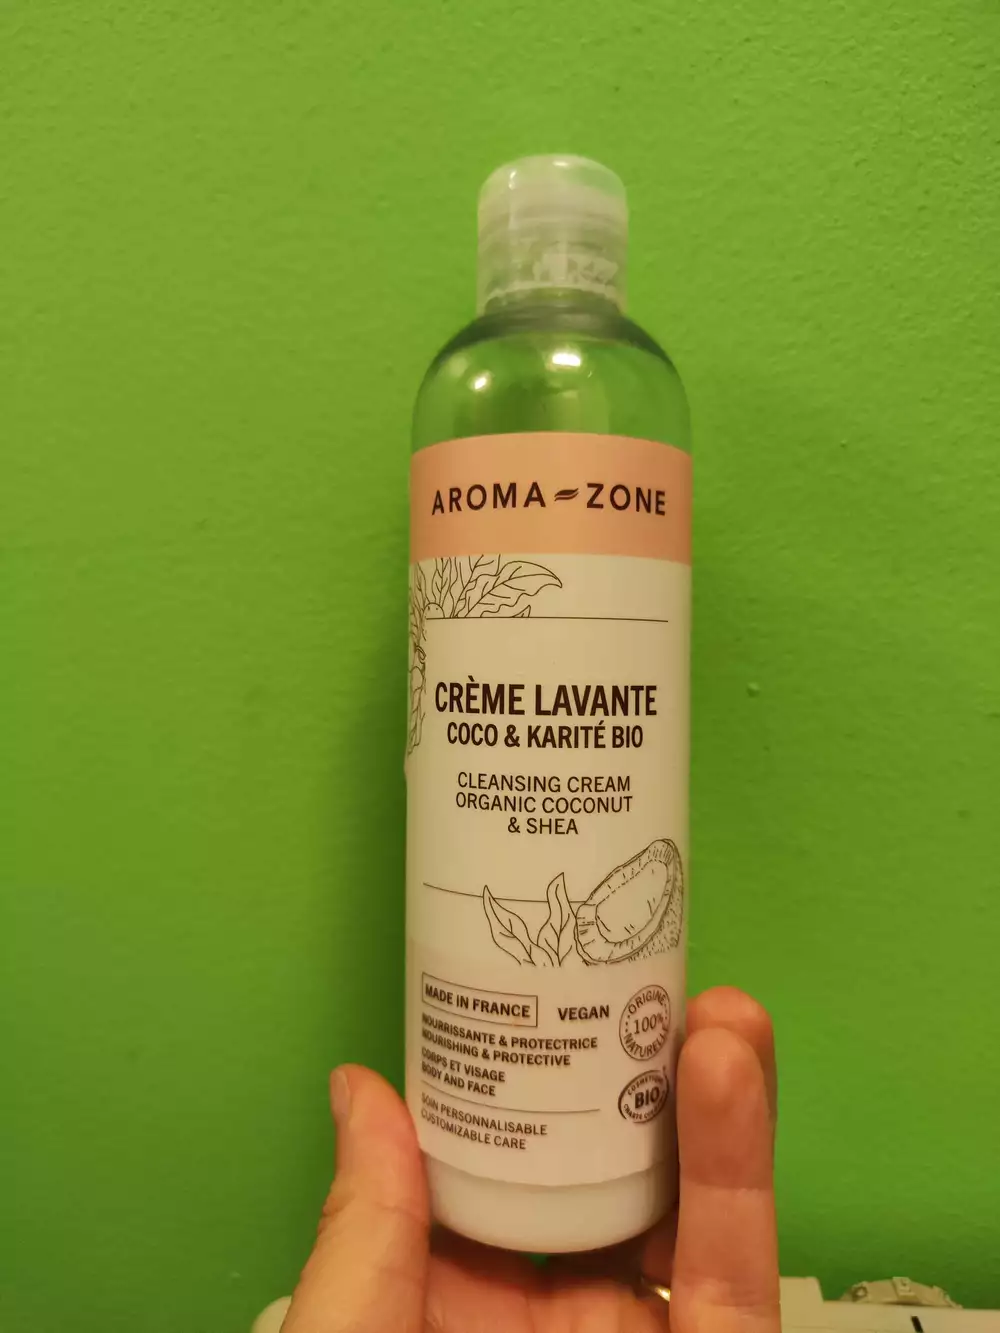 AROMA ZONE
CRÈME LAVANTE
COCO & KARITÉ BIO
CLEANSING CREAM
ORGANIC COCONUT
& SHEA
MADE IN FRANCE
VEGAN
NOURRISSANTE & PROTECTRICE
NOURISHING & PROTECTIVE
CORPS ET VISAGE
BODY AND FACE
SOIN PERSONNALISABLE
CUSTOMIZABLE CARE
ORIGINE
100%
NATURELLE
BIO